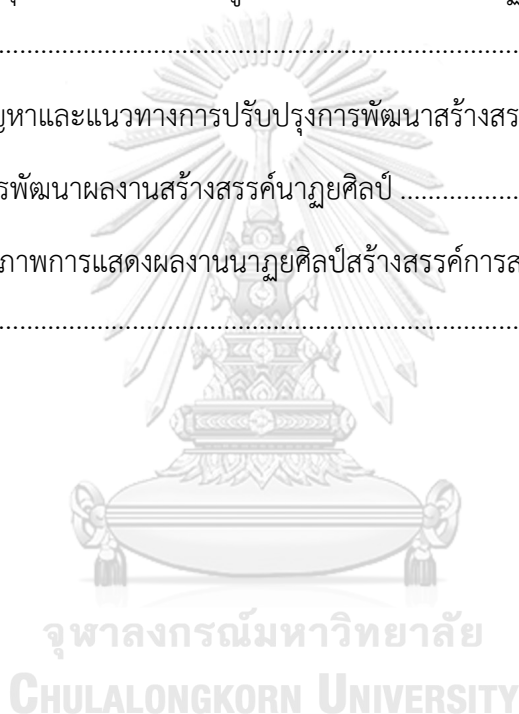 ..............................................................................
ญหาและแนวทางการปรับปรุงการพัฒนาสร้างสร
รพัฒนาผลงานสร้างสรรค์นาฏยศิลป์ ..................
ภาพการแสดงผลงานนาฏยศิลป์สร้างสรรค์การส
..............................................................................
จุฬาลงกรณ์มหาวิทยาลัย
CHULALONGKORN UNIVERSITY